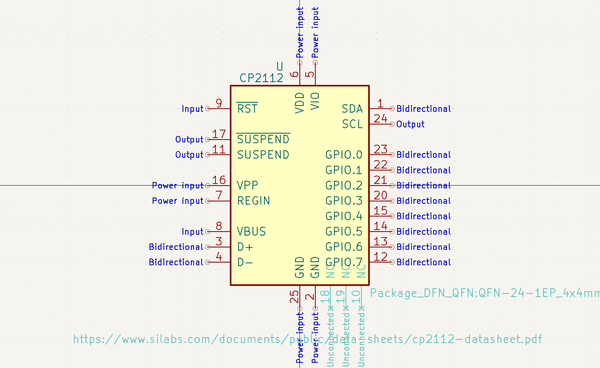 Power input
Power input
6
5
U
CP2112
VDD
VIO
Input
9
RST
SDA
1
Bidirectional
SCL
24
Output
Output
17
SUSPEND
Output
11
SUSPEND
GPIO.0
23
Bidirectional
GPIO.1
22
Bidirectional
Power input
16
VPP
GPIO.2
21
Bidirectional
Power input
7
REGIN
GPIO.3
20
Bidirectional
GPIO.4
15
Bidirectional
Input
8
VBUS
GPIO.5
14
Bidirectional
Bidirectional
3
D+
GPIO.6
13
Bidirectional
Bidirectional
4
D-
GPIO.7
12
Bidirectional
GND
GND
NC
NC
NC
25
2
18
19
10
Power input
Power input
Unconnected
Unconnected
Unconnected
Package_DFN_QFN:QFN-24-1EP_4x4mm
https://www.silabs.com/documents/public/data-sheets/cp2112-datasheet.pdf